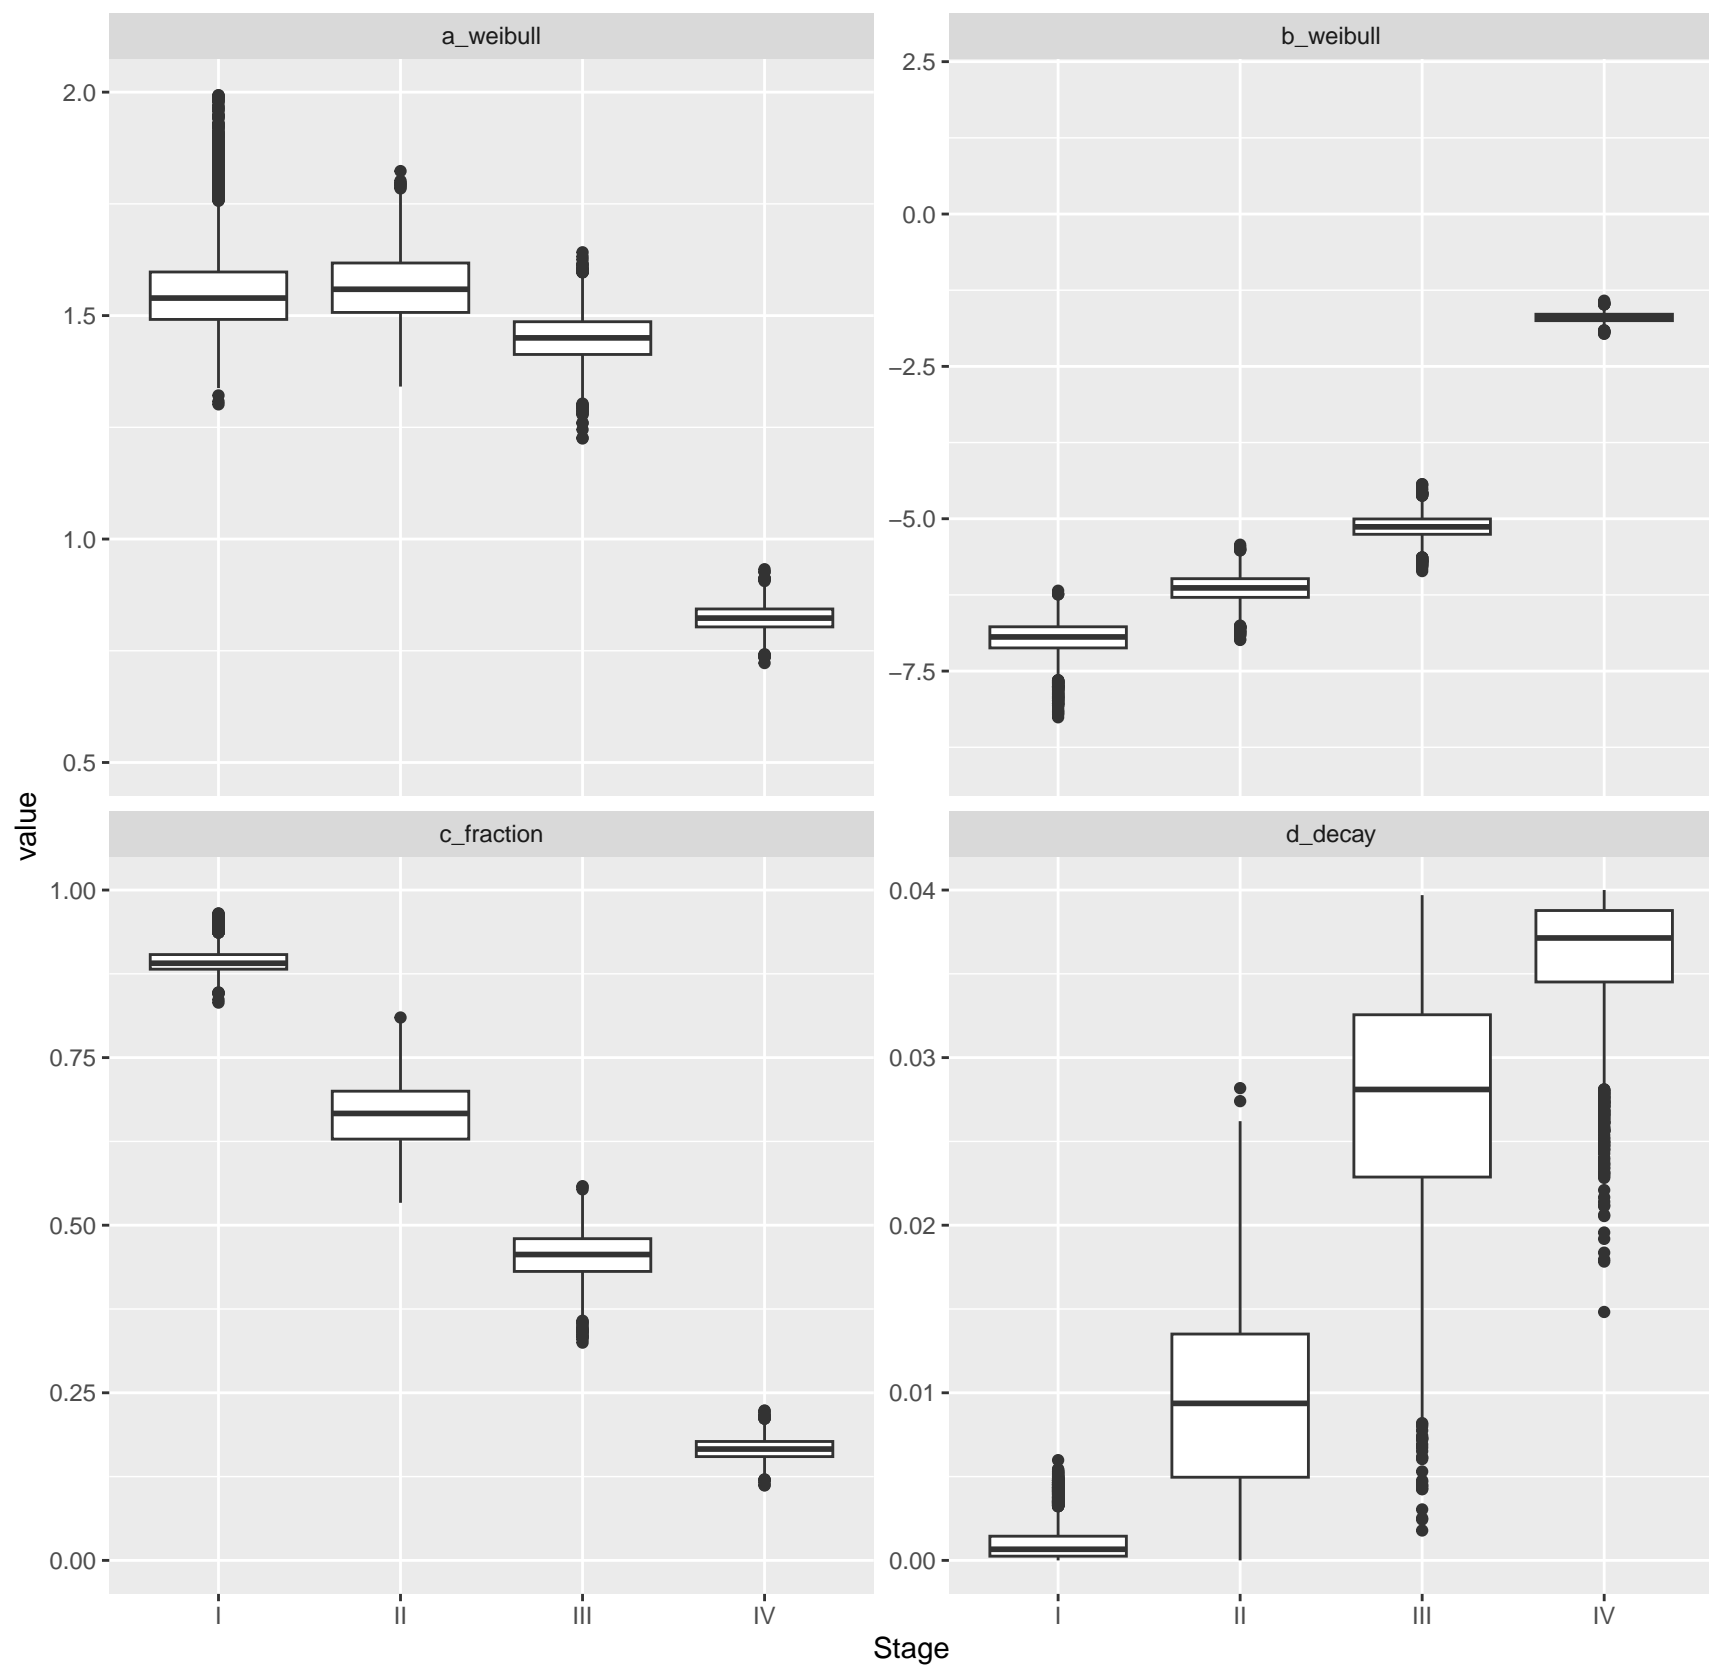 a_weibull
b_weibull
2.0
1.5
1.0
0.5
2.5
0.0
−2.5
−5.0
−7.5
value
c_fraction
d_decay
1.00
0.75
0.50
0.25
0.00
0.04
0.03
0.02
0.01
0.00
I II III IV
I II III IV
Stage